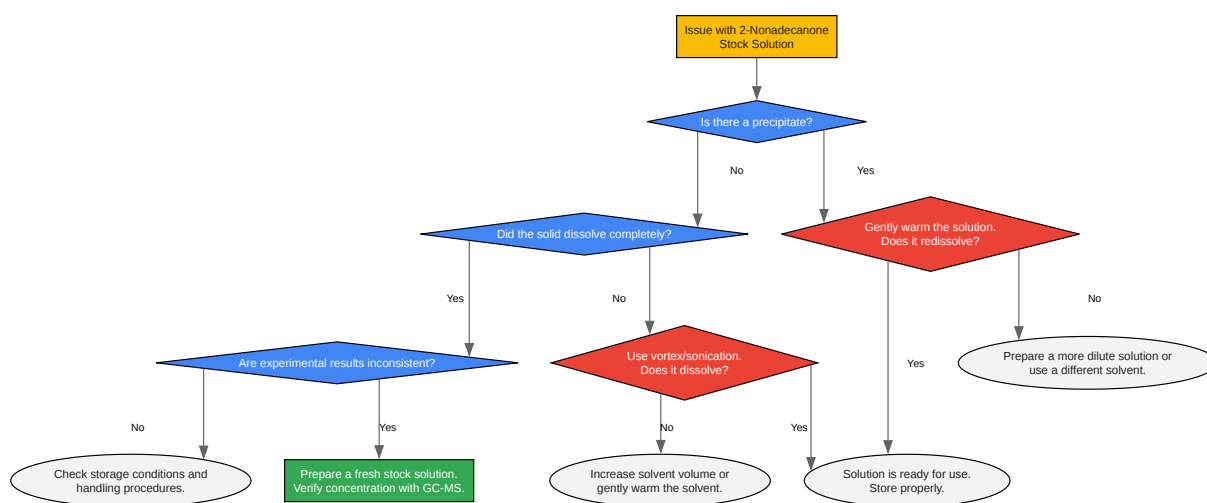 Issue with 2-Nonadecanone
Stock Solution
Is there a precipitate?
No
Yes
Did the solid dissolve completely?
Gently warm the solution.
Does it redissolve?
Yes
No
No
Are experimental results inconsistent?
Use vortex/sonication.
Does it dissolve?
Prepare a more dilute solution or
use a different solvent.
Yes
No
Yes
No
Yes
Check storage conditions and
handling procedures.
Prepare a fresh stock solution.
Verify concentration with GC-MS.
Increase solvent volume or
gently warm the solvent.
Solution is ready for use.
Store properly.